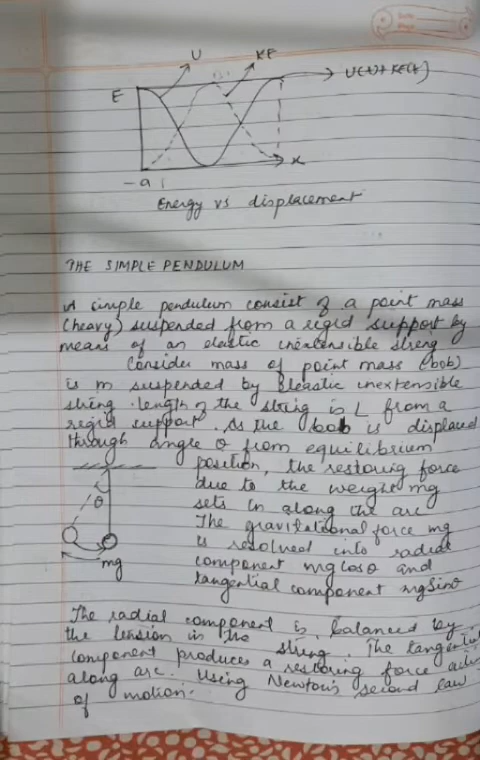 U
KE
E
x
-a
Energy vs displacement
THE SIMPLE PENDULUM
A simple pendulum consist of a point mass
(heavy) suspended from a rigid support by
means of an elastic inextensible string
Consider mass of point mass (bob)
is m suspended by inextensible
string length of the string is L from a
rigid support. As the bob is displaced
through angle θ from equilibrium
position, the restoring force
due to the weight mg
sets in along the arc
The gravitational force mg
is resolved into radial
component mg cosθ and
tangential component mg sinθ
θ
mg
The radial component is balanced by
the tension in the string. The tangential
component produces a restoring force
along arc. Using Newton's second law
of motion.